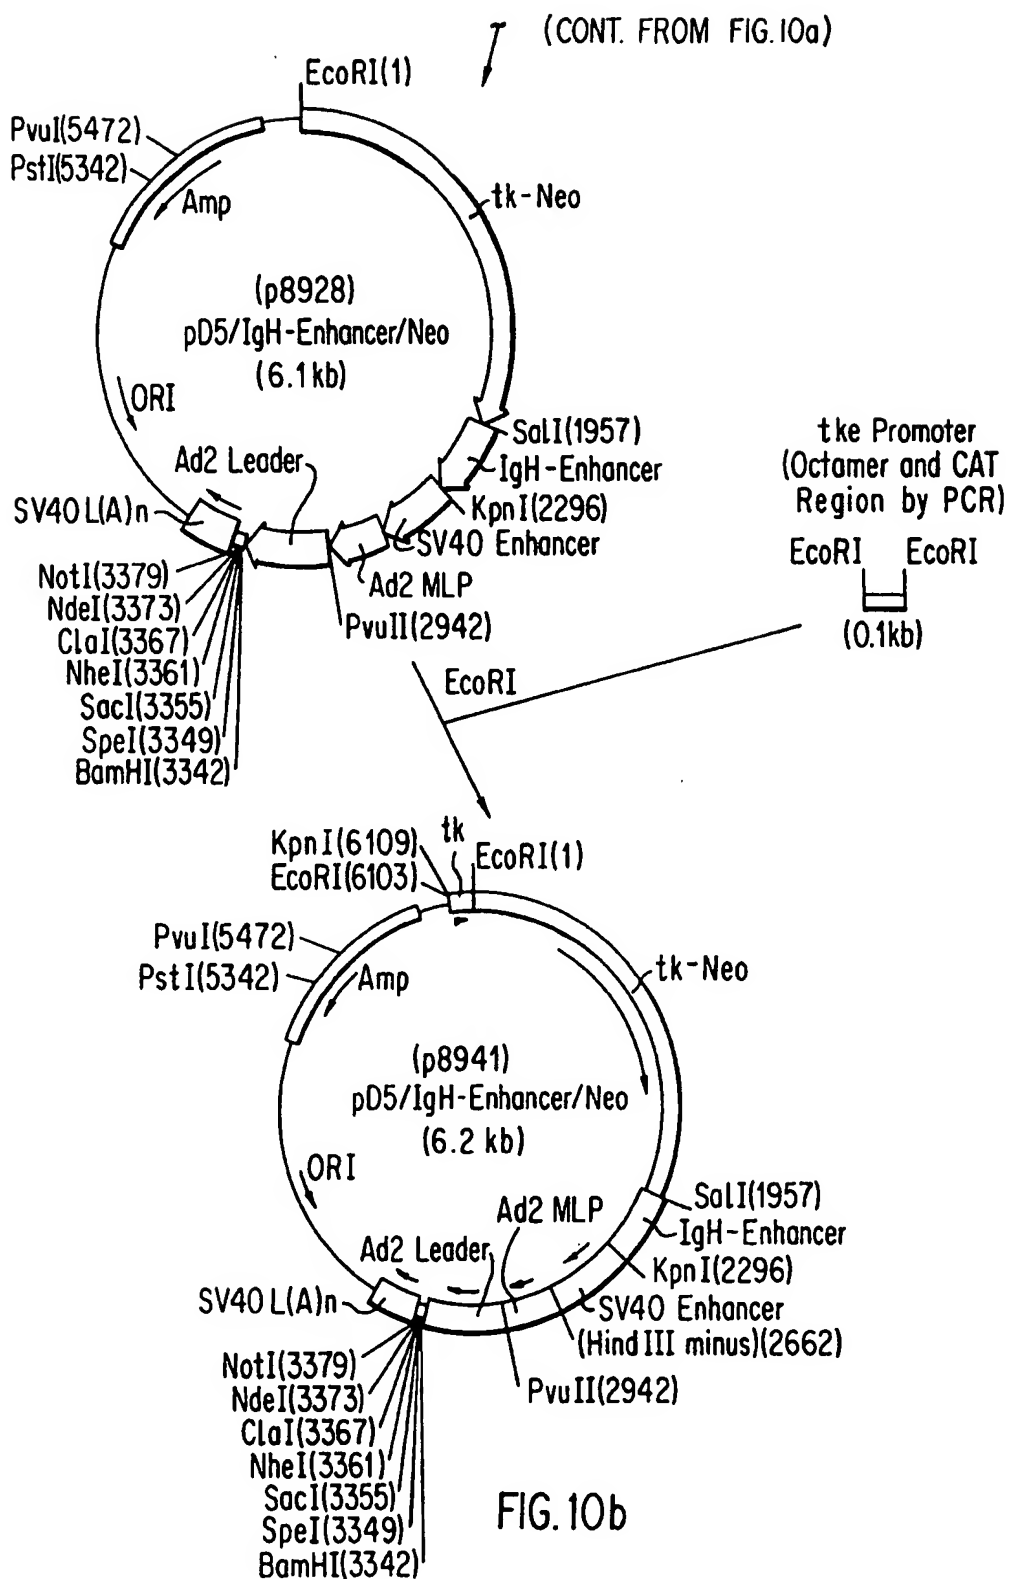 (CONT. FROM FIG. 10a)
EcoRI(1)
PvuI(5472)
PstI(5342)
Amp
tk-Neo
(p8928)
pD5/IgH-Enhancer/Neo
(6.1kb)
ORI
SalI(1957)
IgH-Enhancer
KpnI(2296)
SV40 Enhancer
Ad2 MLP
PvuII(2942)
Ad2 Leader
SV40 L(A)n
NotI(3379)
NdeI(3373)
ClaI(3367)
NheI(3361)
SacI(3355)
SpeI(3349)
BamHI(3342)
tke Promoter
(Octamer and CAT
Region by PCR)
EcoRI EcoRI
(0.1kb)
EcoRI
KpnI(6109)
tk
EcoRI(1)
EcoRI(6103)
PvuI(5472)
PstI(5342)
Amp
tk-Neo
(p8941)
pD5/IgH-Enhancer/Neo
(6.2 kb)
ORI
SalI(1957)
IgH-Enhancer
KpnI(2296)
SV40 Enhancer
(Hind III minus)(2662)
PvuII(2942)
Ad2 MLP
Ad2 Leader
SV40 L(A)n
NotI(3379)
NdeI(3373)
ClaI(3367)
NheI(3361)
SacI(3355)
SpeI(3349)
BamHI(3342)
FIG. 10b